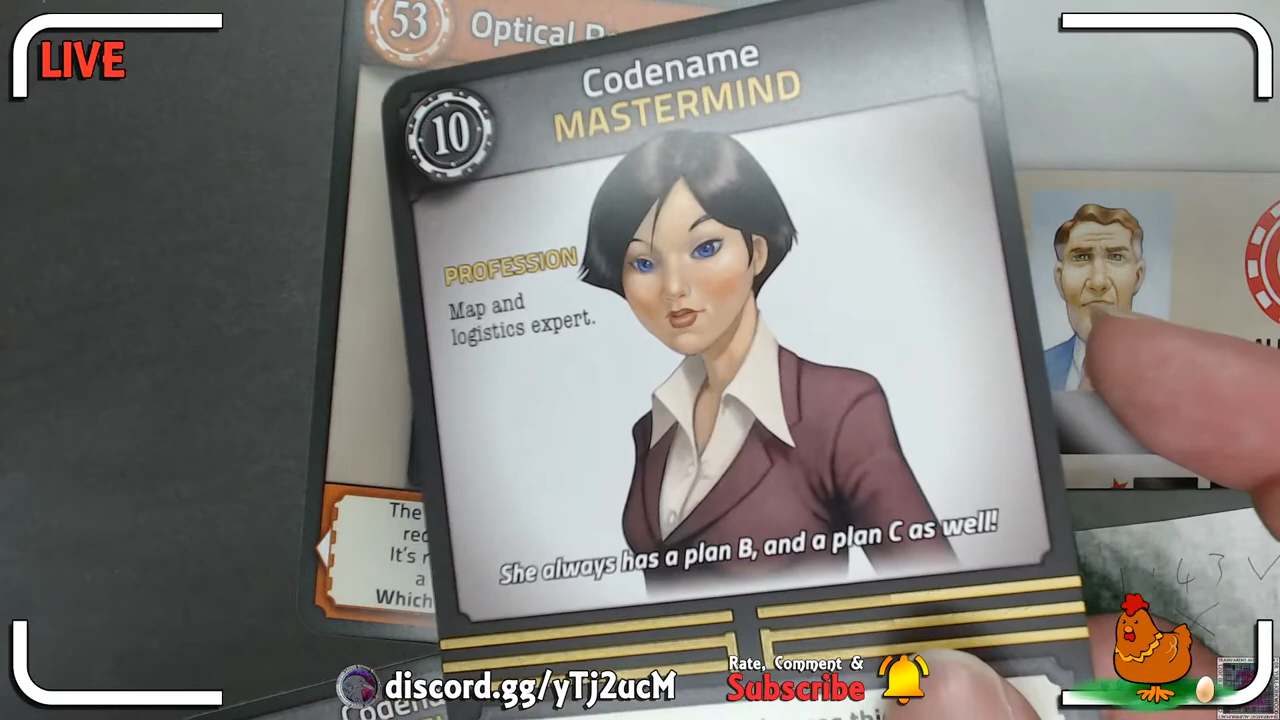 LIVE
53
Optical
Codename
MASTERMIND
10
PROFESSION
Map and
logistics expert.
She always has a plan B, and a plan C as well!
The
It's
a
Which
discord.gg/yTj2ucM
Rate, Comment &
Subscribe